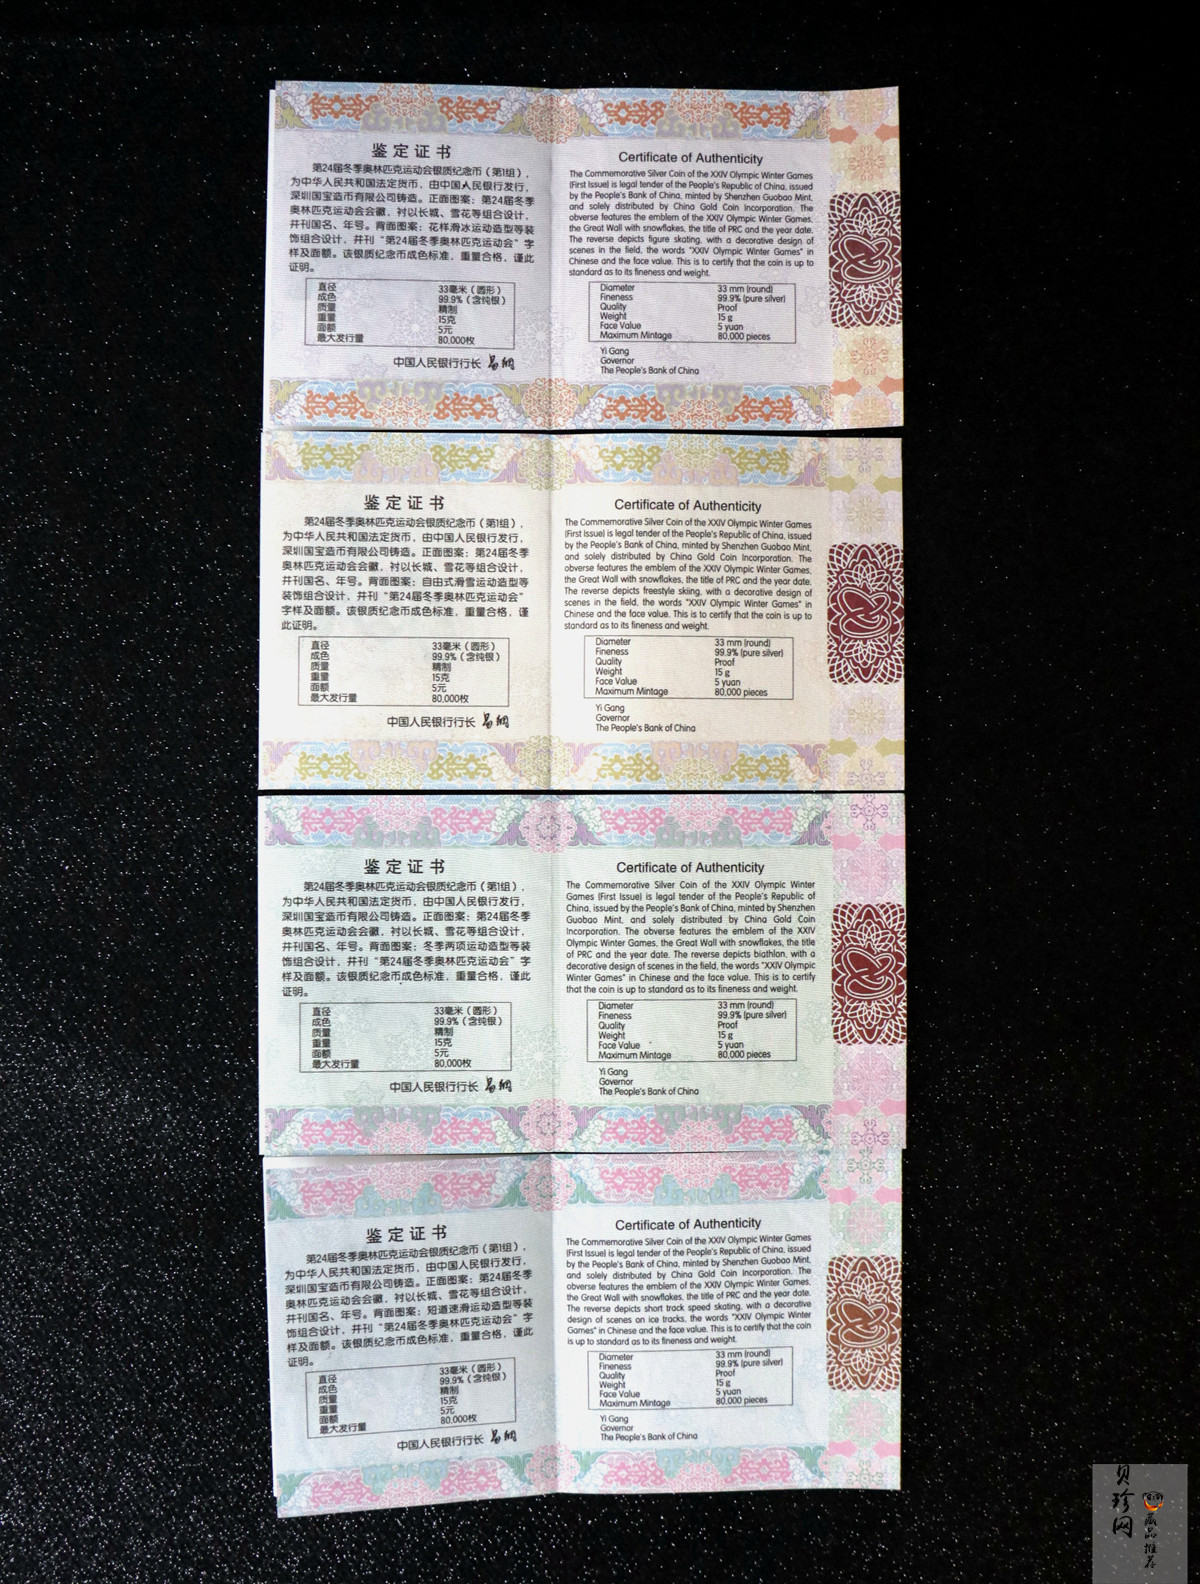 鉴定证书
第24届冬季奥林匹克运动会银质纪念币（第1组），
为中华人民共和国法定货币，由中国人民银行发行，
深圳国宝造币有限公司铸造。正面图案：第24届冬季
奥林匹克运动会会徽，衬以长城、雪花等组合设计，
并刊国名、年号。背面图案：花样滑冰运动造型等装
饰组合设计，并刊“第24届冬季奥林匹克运动会”字
样及面额。该银质纪念币成色标准，重量合格，谨此
证明。
直径 33毫米（圆形）
成色 99.9%（含纯银）
质量 精制
重量 15克
面额 5元
最大发行量 80,000枚
中国人民银行行长
Certificate of Authenticity
The Commemorative Silver Coin of the XXIV Olympic Winter Games
(First Issue) is legal tender of the People's Republic of China, issued
by the People's Bank of China, minted by Shenzhen Guobao Mint,
and solely distributed by China Gold Coin Incorporation. The
obverse features the emblem of the XXIV Olympic Winter Games,
the Great Wall with snowflakes, the title of PRC and the year date.
The reverse depicts figure skating, with a decorative design of
scenes in the field, the words "XXIV Olympic Winter Games" in
Chinese and the face value. This is to certify that the coin is up to
standard as to its fineness and weight.
Diameter 33 mm (round)
Fineness 99.9% (pure silver)
Quality Proof
Weight 15 g
Face Value 5 yuan
Maximum Mintage 80,000 pieces
Yi Gang
Governor
The People's Bank of China
鉴定证书
第24届冬季奥林匹克运动会银质纪念币（第1组），
为中华人民共和国法定货币，由中国人民银行发行，
深圳国宝造币有限公司铸造。正面图案：第24届冬季
奥林匹克运动会会徽，衬以长城、雪花等组合设计，
并刊国名、年号。背面图案：自由式滑雪运动造型等
装饰组合设计，并刊“第24届冬季奥林匹克运动会”
字样及面额。该银质纪念币成色标准，重量合格，谨
此证明。
直径 33毫米（圆形）
成色 99.9%（含纯银）
质量 精制
重量 15克
面额 5元
最大发行量 80,000枚
中国人民银行行长
Certificate of Authenticity
The Commemorative Silver Coin of the XXIV Olympic Winter Games
(First Issue) is legal tender of the People's Republic of China, issued
by the People's Bank of China, minted by Shenzhen Guobao Mint,
and solely distributed by China Gold Coin Incorporation. The
obverse features the emblem of the XXIV Olympic Winter Games,
the Great Wall with snowflakes, the title of PRC and the year date.
The reverse depicts freestyle skiing, with a decorative design of
scenes in the field, the words "XXIV Olympic Winter Games" in
Chinese and the face value. This is to certify that the coin is up to
standard as to its fineness and weight.
Diameter 33 mm (round)
Fineness 99.9% (pure silver)
Quality Proof
Weight 15 g
Face Value 5 yuan
Maximum Mintage 80,000 pieces
Yi Gang
Governor
The People's Bank of China
鉴定证书
第24届冬季奥林匹克运动会银质纪念币（第1组），
为中华人民共和国法定货币，由中国人民银行发行，
深圳国宝造币有限公司铸造。正面图案：第24届冬季
奥林匹克运动会会徽，衬以长城、雪花等组合设计，
并刊国名、年号。背面图案：冬季两项运动造型等装
饰组合设计，并刊“第24届冬季奥林匹克运动会”字
样及面额。该银质纪念币成色标准，重量合格，谨此
证明。
直径 33毫米（圆形）
成色 99.9%（含纯银）
质量 精制
重量 15克
面额 5元
最大发行量 80,000枚
中国人民银行行长
Certificate of Authenticity
The Commemorative Silver Coin of the XXIV Olympic Winter
Games (First Issue) is legal tender of the People's Republic of
China, issued by the People's Bank of China, minted by Shenzhen
Guobao Mint, and solely distributed by China Gold Coin
Incorporation. The obverse features the emblem of the XXIV
Olympic Winter Games, the Great Wall with snowflakes, the title
of PRC and the year date. The reverse depicts biathlon, with a
decorative design of scenes in the field, the words "XXIV Olympic
Winter Games" in Chinese and the face value. This is to certify
that the coin is up to standard as to its fineness and weight.
Diameter 33 mm (round)
Fineness 99.9% (pure silver)
Quality Proof
Weight 15 g
Face Value 5 yuan
Maximum Mintage 80,000 pieces
Yi Gang
Governor
The People's Bank of China
鉴定证书
第24届冬季奥林匹克运动会银质纪念币（第1组），
为中华人民共和国法定货币，由中国人民银行发行，
深圳国宝造币有限公司铸造。正面图案：第24届冬季
奥林匹克运动会会徽，衬以长城、雪花等组合设计，
并刊国名、年号。背面图案：短道速滑运动造型等装
饰组合设计，并刊“第24届冬季奥林匹克运动会”字
样及面额。该银质纪念币成色标准，重量合格，谨此
证明。
直径 33毫米（圆形）
成色 99.9%（含纯银）
质量 精制
重量 15克
面额 5元
最大发行量 80,000枚
中国人民银行行长
Certificate of Authenticity
The Commemorative Silver Coin of the XXIV Olympic Winter Games
(First Issue) is legal tender of the People's Republic of China, issued
by the People's Bank of China, minted by Shenzhen Guobao Mint,
and solely distributed by China Gold Coin Incorporation. The
obverse features the emblem of the XXIV Olympic Winter Games,
the Great Wall with snowflakes, the title of PRC and the year date.
The reverse depicts short track speed skating, with a decorative
design of scenes on ice tracks, the words "XXIV Olympic Winter
Games" in Chinese and the face value. This is to certify that the coin
is up to standard as to its fineness and weight.
Diameter 33 mm (round)
Fineness 99.9% (pure silver)
Quality Proof
Weight 15 g
Face Value 5 yuan
Maximum Mintage 80,000 pieces
Yi Gang
Governor
The People's Bank of China
贝珍网
藏品推荐